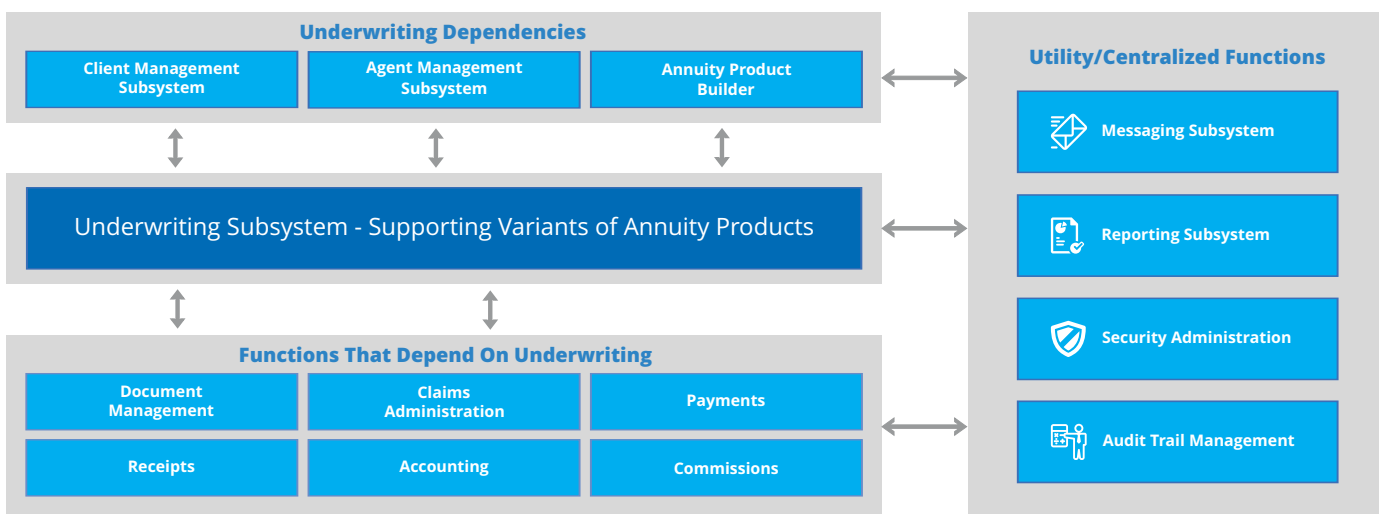 Underwriting Dependencies
Client Management
Subsystem
Agent Management
Subsystem
Annuity Product
Builder
Underwriting Subsystem - Supporting Variants of Annuity Products
Functions That Depend On Underwriting
Document
Management
Claims
Administration
Payments
Receipts
Accounting
Commissions
Utility/Centralized Functions
Messaging Subsystem
Reporting Subsystem
Security Administration
Audit Trail Management